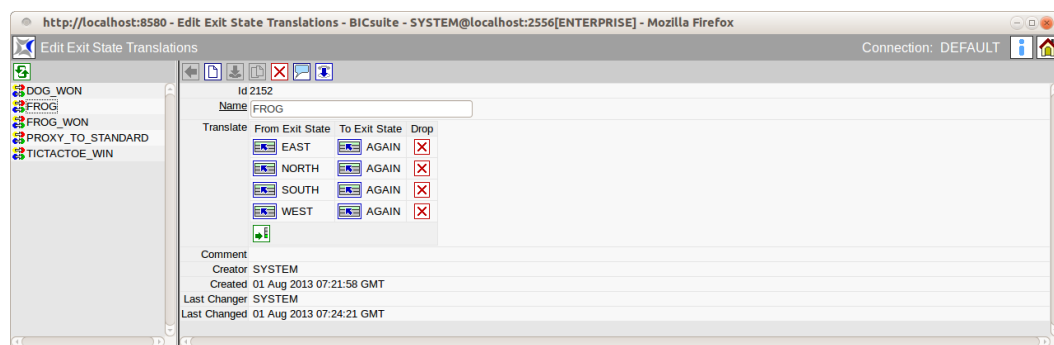 http://localhost:8580 - Edit Exit State Translations - BICsuite - SYSTEM@localhost:2556[ENTERPRISE] - Mozilla Firefox
Edit Exit State Translations
Connection: DEFAULT
DOG_WON
FROG
FROG_WON
PROXY_TO_STANDARD
TICTACTOE_WIN
Id 2152
Name FROG
Translate From Exit State To Exit State Drop
EAST AGAIN
NORTH AGAIN
SOUTH AGAIN
WEST AGAIN
Comment
Creator SYSTEM
Created 01 Aug 2013 07:21:58 GMT
Last Changer SYSTEM
Last Changed 01 Aug 2013 07:24:21 GMT